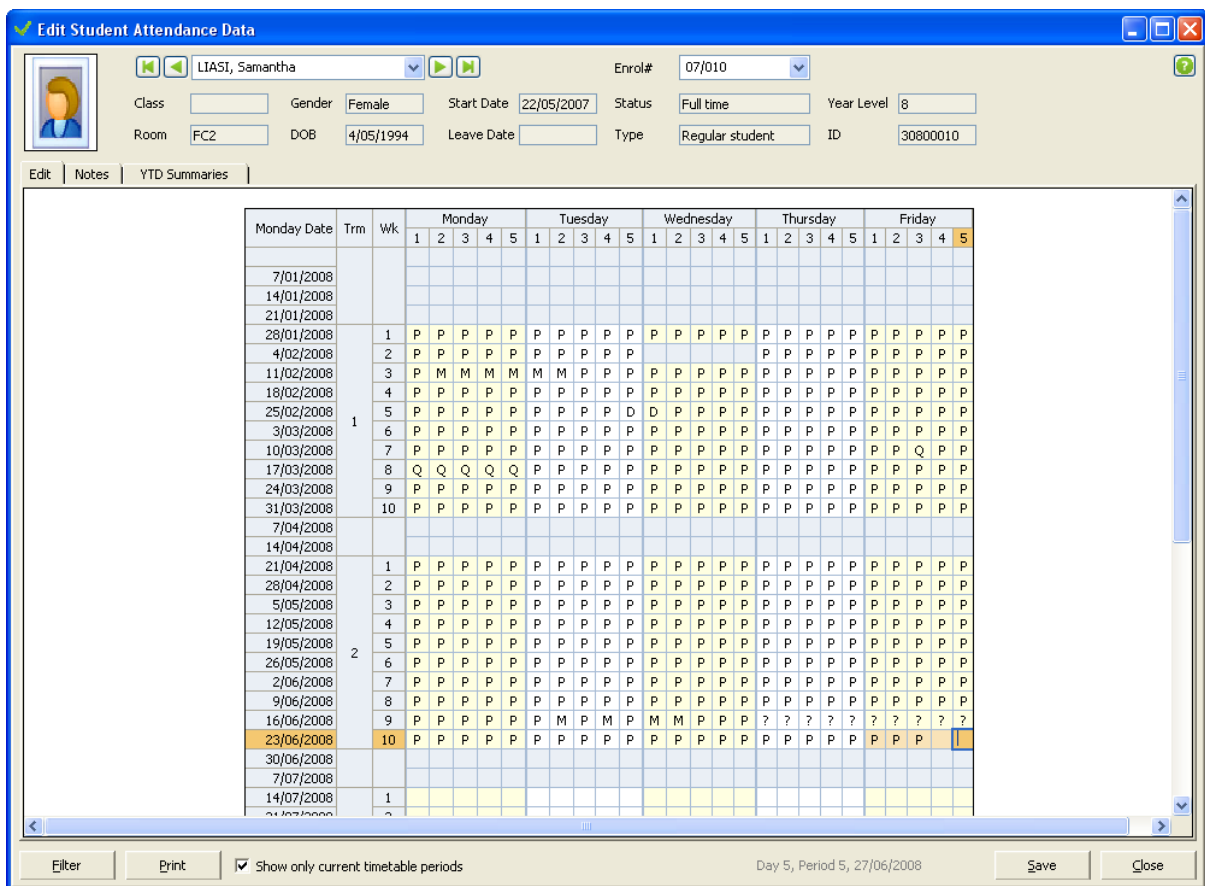 Edit Student Attendance Data
LIASI, Samantha Enrol# 07/010
Class Gender Female Start Date 22/05/2007 Status Full time Year Level 8
Room FC2 DOB 4/05/1994 Leave Date Type Regular student ID 30800010
Edit Notes YTD Summaries
Monday Date Trm Wk Monday Tuesday Wednesday Thursday Friday
1 2 3 4 5 1 2 3 4 5 1 2 3 4 5 1 2 3 4 5 1 2 3 4 5
7/01/2008
14/01/2008
21/01/2008
28/01/2008 1 P P P P P P P P P P P P P P P P P P P P P P P P P
4/02/2008 2 P P P P P P P P P P P P P P P P P P P P
11/02/2008 3 P M M M M M M P P P P P P P P P P P P P P P P P P
18/02/2008 4 P P P P P P P P P P P P P P P P P P P P P P P P P
25/02/2008 5 P P P P P P P P P D D P P P P P P P P P P P P P P
1
3/03/2008 6 P P P P P P P P P P P P P P P P P P P P P P P P P
10/03/2008 7 P P P P P P P P P P P P P P P P P P P P P P Q P P
17/03/2008 8 Q Q Q Q Q P P P P P P P P P P P P P P P P P P P P
24/03/2008 9 P P P P P P P P P P P P P P P P P P P P P P P P P
31/03/2008 10 P P P P P P P P P P P P P P P P P P P P P P P P P
7/04/2008
14/04/2008
21/04/2008 1 P P P P P P P P P P P P P P P P P P P P P P P P P
28/04/2008 2 P P P P P P P P P P P P P P P P P P P P P P P P P
5/05/2008 3 P P P P P P P P P P P P P P P P P P P P P P P P P
12/05/2008 4 P P P P P P P P P P P P P P P P P P P P P P P P P
19/05/2008 5 P P P P P P P P P P P P P P P P P P P P P P P P P
2
26/05/2008 6 P P P P P P P P P P P P P P P P P P P P P P P P P
2/06/2008 7 P P P P P P P P P P P P P P P P P P P P P P P P P
9/06/2008 8 P P P P P P P P P P P P P P P P P P P P P P P P P
16/06/2008 9 P P P P P P M P M P M M P P P ? ? ? ? ? ? ? ? ? ?
23/06/2008 10 P P P P P P P P P P P P P P P P P P P P P P P
30/06/2008
7/07/2008
14/07/2008 1
Filter Print Show only current timetable periods Day 5, Period 5, 27/06/2008 Save Close